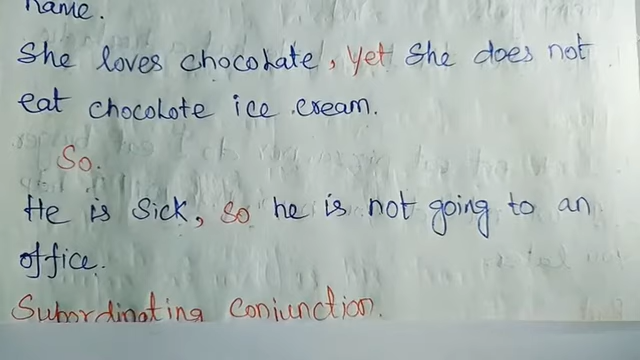 name.
She loves chocolate, yet she does not
eat chocolote ice cream.
So.
He is sick, so he is not going to an
office.
Subordinating conjunction.